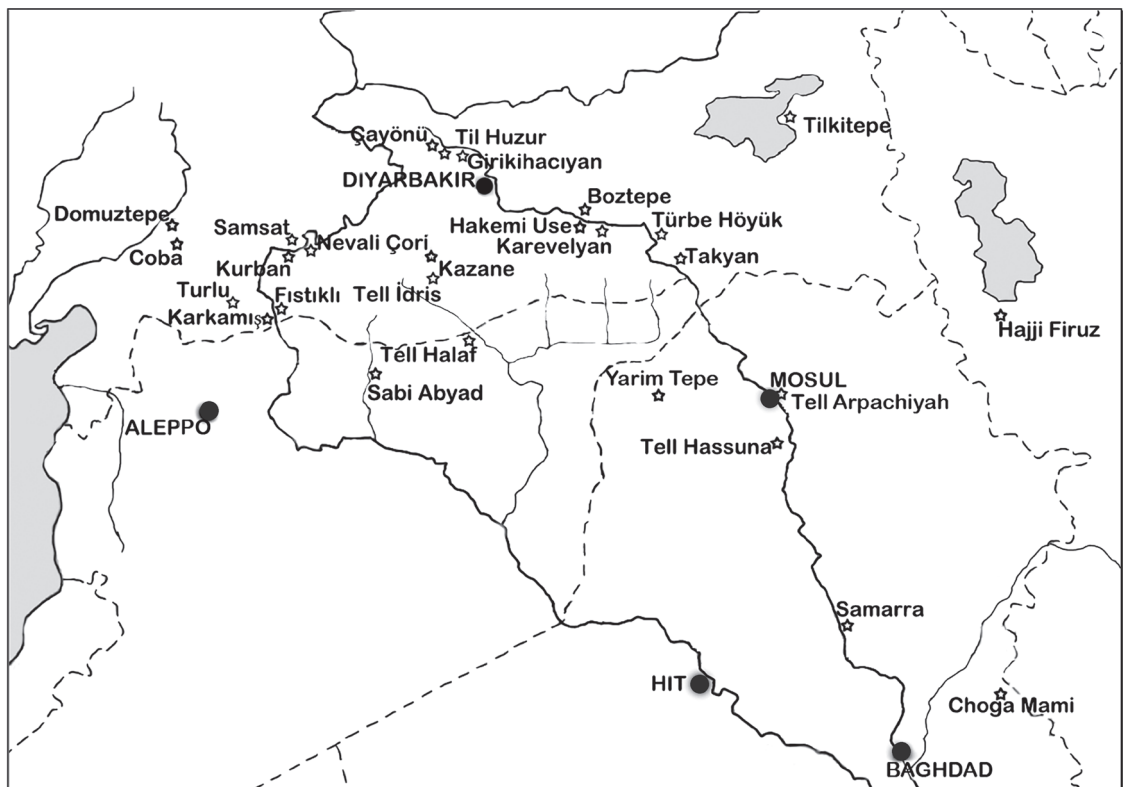 Tilkitepe
Çayönü
Til Huzur
Girikihacıyan
DIYARBAKIR
Boztepe
Domuztepe
Samsat
Hakemi Use
Türbe Höyük
Nevali Çori
Karevelyan
Coba
Takyan
Kurban
Kazane
Turlu
Fıstıklı
Tell İdris
Karkamış
Hajji Firuz
Tell Halaf
Yarim Tepe
MOSUL
Sabi Abyad
Tell Arpachiyah
ALEPPO
Tell Hassuna
Samarra
HIT
Choga Mami
BAGHDAD